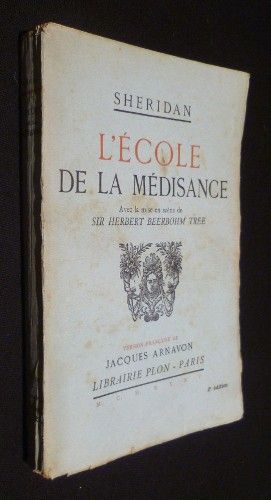 SHERIDAN
L'ÉCOLE
DE LA MÉDISANCE
Avec la mise en scène de
SIR HERBERT BEERBOHM TREE
VERSION FRANÇAISE DE
JACQUES ARNAVON
LIBRAIRIE PLON - PARIS
édition